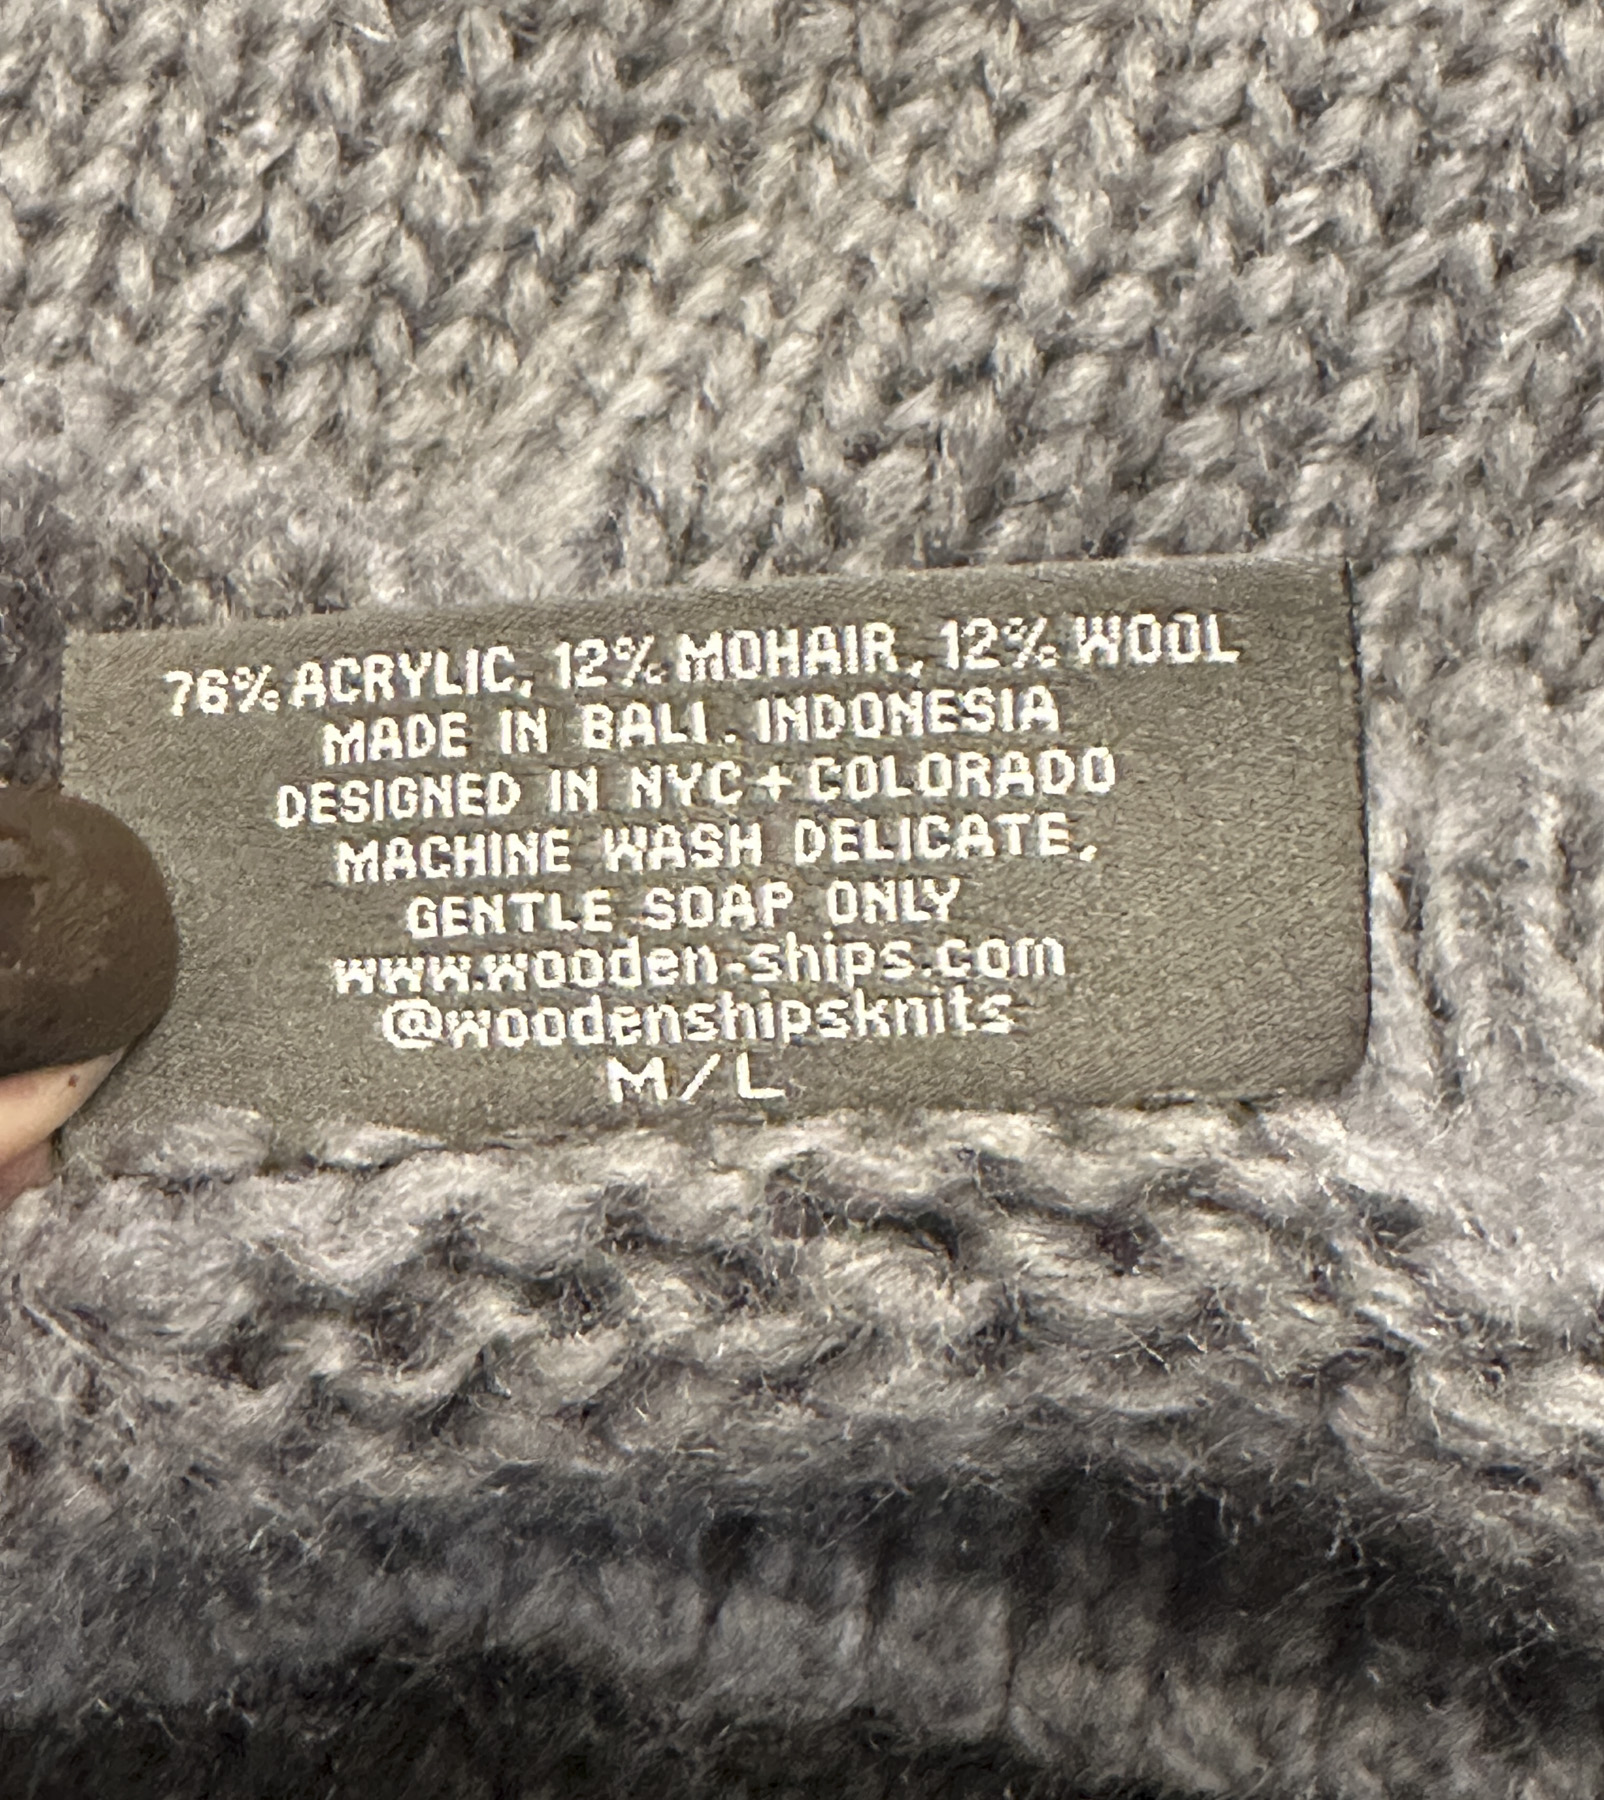 76% ACRYLIC, 12% MOHAIR, 12% WOOL
MADE IN BALI, INDONESIA
DESIGNED IN NYC + COLORADO
MACHINE WASH DELICATE,
GENTLE SOAP ONLY
www.wooden-ships.com
@woodenshipsknits
M/L